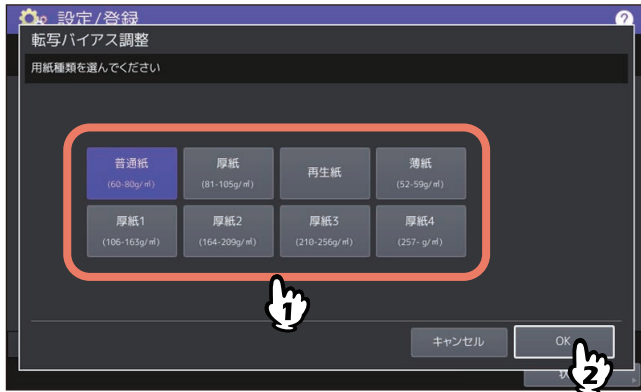 設定/登録
?
転写バイアス調整
用紙種類を選んでください
普通紙
(60-80g/㎡)
厚紙
(81-105g/㎡)
再生紙
薄紙
(52-59g/㎡)
厚紙1
(106-163g/㎡)
厚紙2
(164-209g/㎡)
厚紙3
(210-256g/㎡)
厚紙4
(257- g/㎡)
1
キャンセル
OK
2